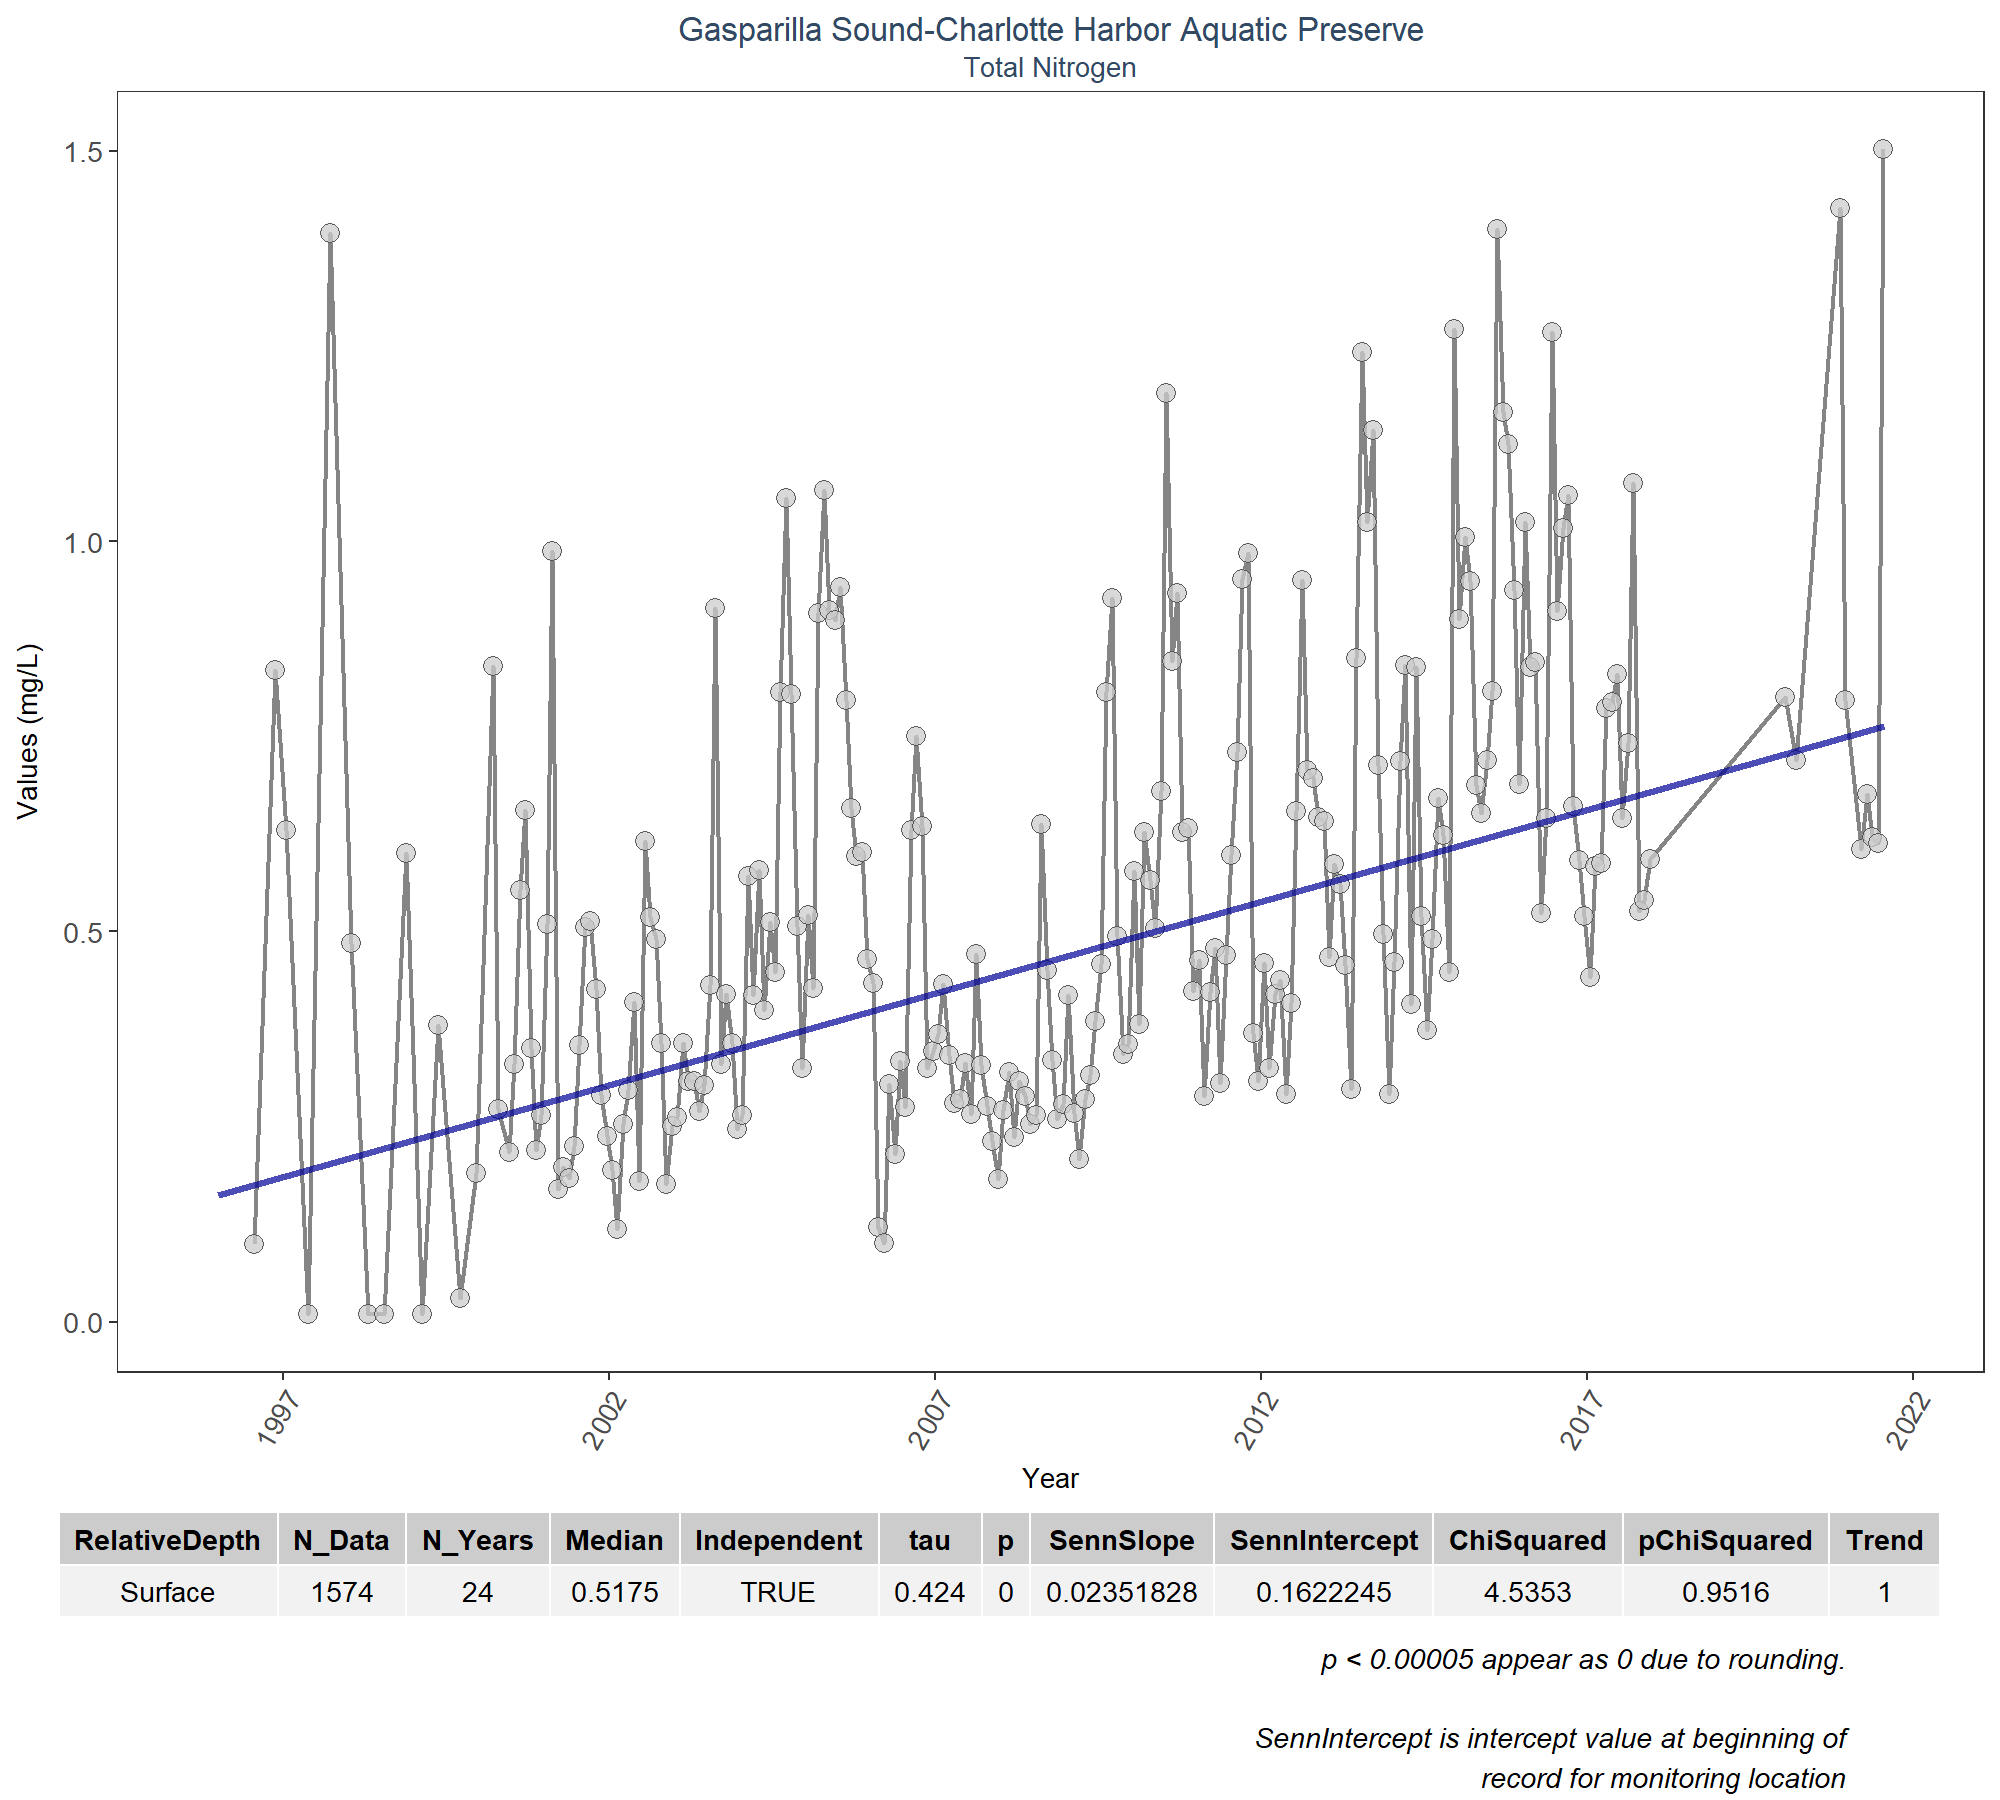 Gasparilla Sound-Charlotte Harbor Aquatic Preserve
Total Nitrogen
Values (mg/L)
1.5
1.0
0.5
0.0
1997
2002
2007
2012
2017
2022
Year
RelativeDepth N_Data N_Years Median Independent tau p SennSlope SennIntercept ChiSquared pChiSquared Trend
Surface 1574 24 0.5175 TRUE 0.424 0 0.02351828 0.1622245 4.5353 0.9516 1
p < 0.00005 appear as 0 due to rounding.
SennIntercept is intercept value at beginning of
record for monitoring location